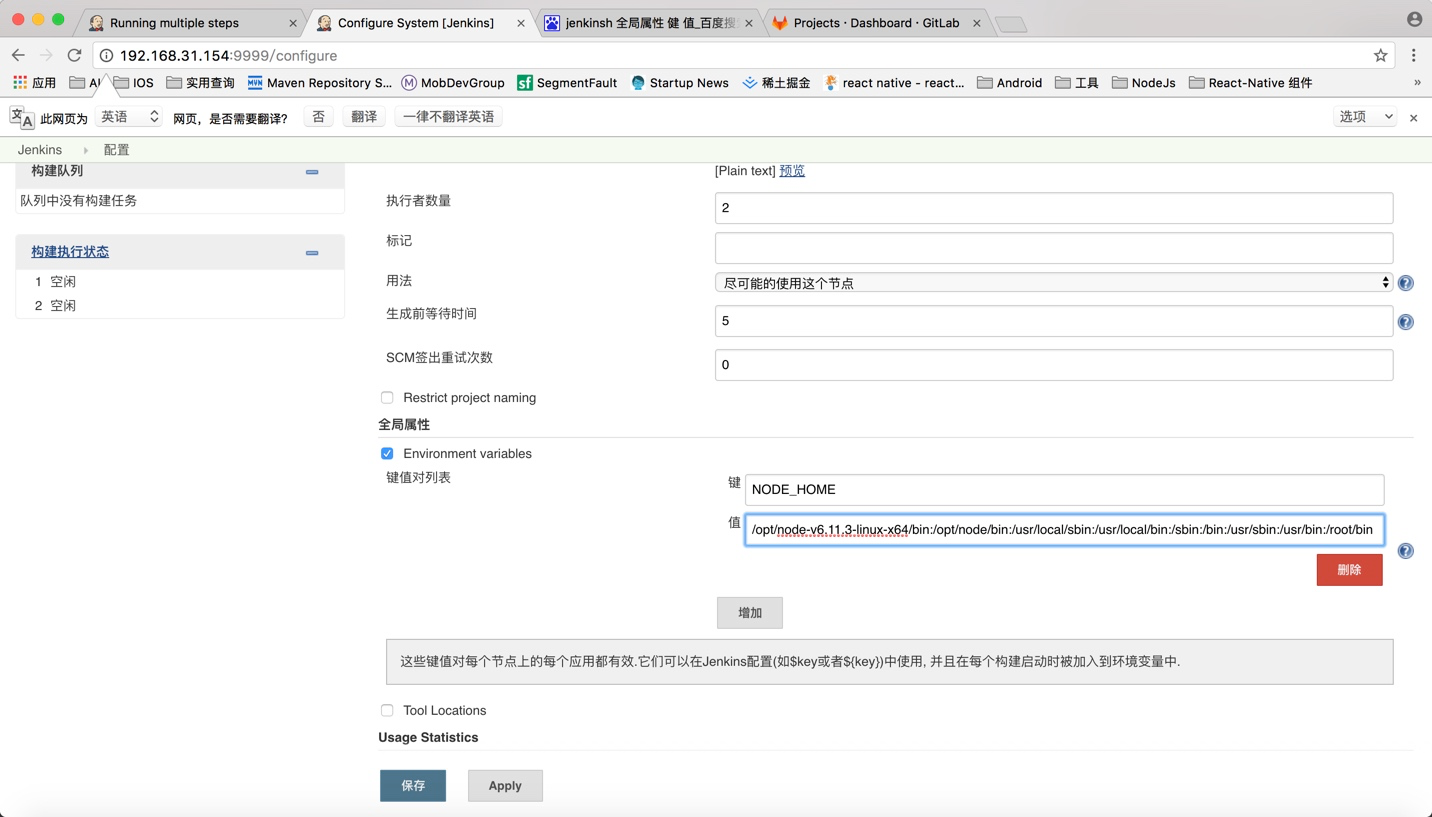 Running multiple steps
Configure System [Jenkins]
jenkinsh 全局属性 健 值_百度搜
Projects · Dashboard · GitLab
192.168.31.154:9999/configure
应用
IOS
实用查询
Maven Repository S...
MobDevGroup
SegmentFault
Startup News
稀土掘金
react native - react...
Android
工具
NodeJs
React-Native 组件
»
此网页为 英语 网页，是否需要翻译? 否 翻译 一律不翻译英语 选项
Jenkins 配置
构建队列
队列中没有构建任务
构建执行状态
1 空闲
2 空闲
[Plain text] 预览
执行者数量 2
标记
用法 尽可能的使用这个节点
生成前等待时间 5
SCM签出重试次数 0
Restrict project naming
全局属性
Environment variables
键值对列表
键 NODE_HOME
值 /opt/node-v6.11.3-linux-x64/bin:/opt/node/bin:/usr/local/sbin:/usr/local/bin:/sbin:/bin:/usr/sbin:/usr/bin:/root/bin
删除
增加
这些键值对每个节点上的每个应用都有效.它们可以在Jenkins配置(如$key或者${key})中使用, 并且在每个构建启动时被加入到环境变量中.
Tool Locations
Usage Statistics
保存 Apply